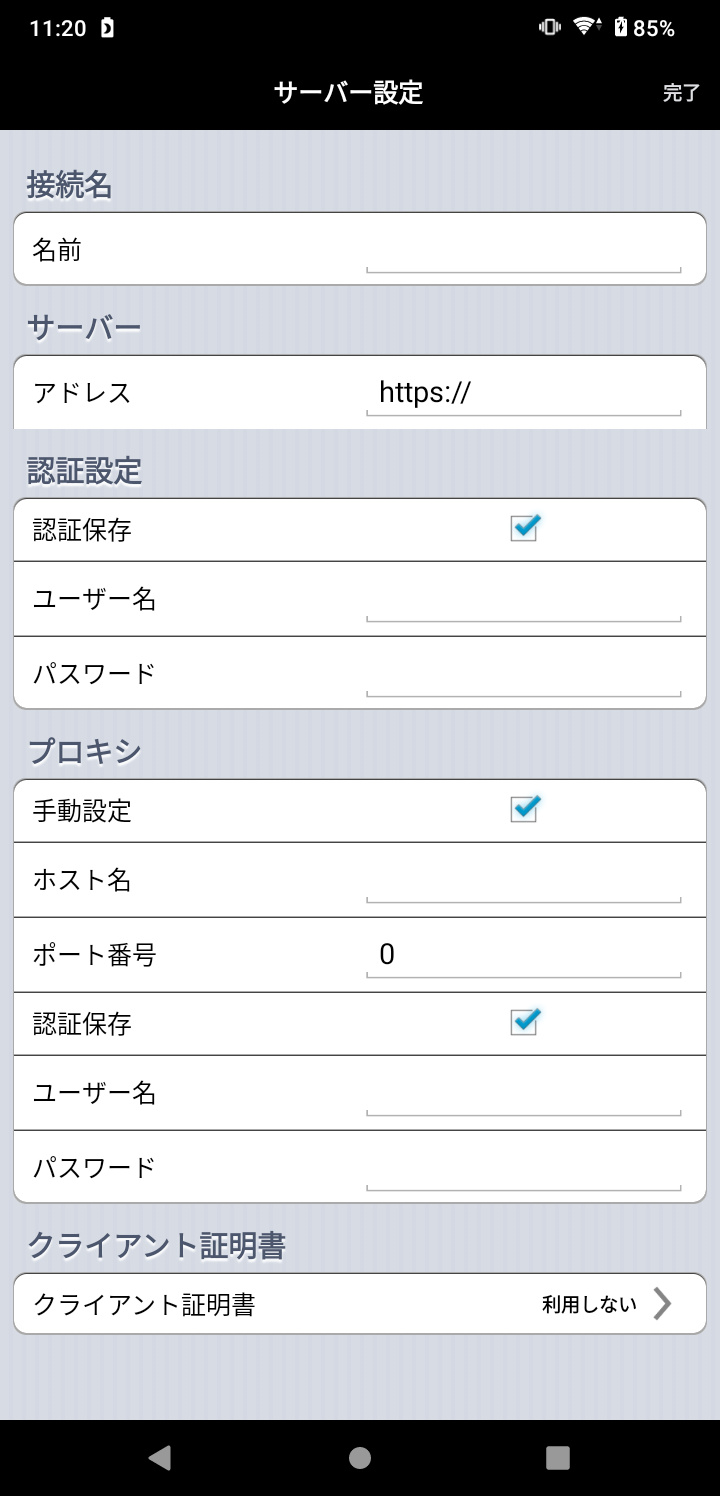 11:20 85%
サーバー設定 完了
接続名
名前
サーバー
アドレス https://
認証設定
認証保存
ユーザー名
パスワード
プロキシ
手動設定
ホスト名
ポート番号 0
認証保存
ユーザー名
パスワード
クライアント証明書
クライアント証明書 利用しない